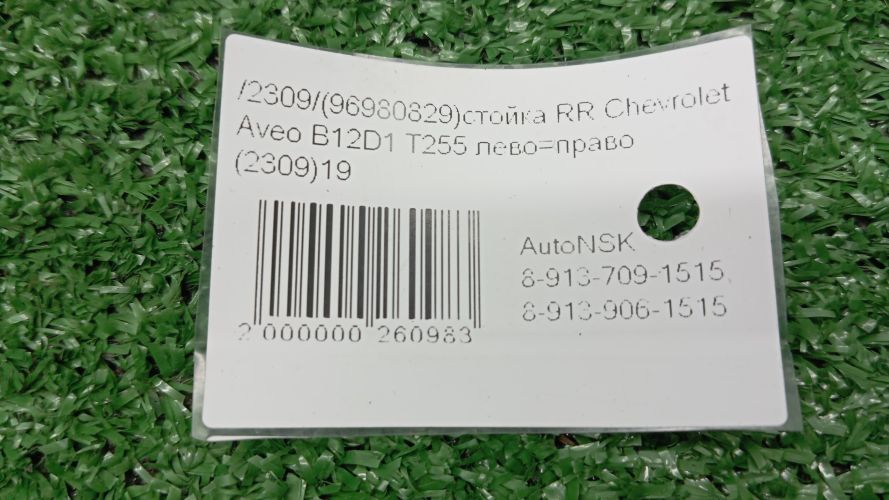 /2309/(96980829)стойка RR Chevrolet
Aveo B12D1 T255 лево=право
(2309)19
2 000000 260983
AutoNSK
8-913-709-1515,
8-913-906-1515